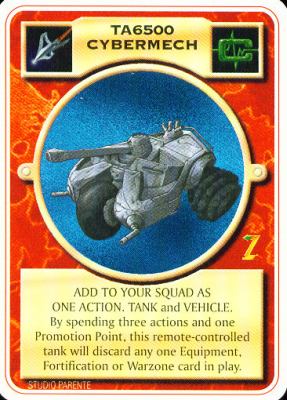 TA6500
CYBERMECH
ADD TO YOUR SQUAD AS
ONE ACTION. TANK and VEHICLE.
By spending three actions and one
Promotion Point, this remote-controlled
tank will discard any one Equipment,
Fortification or Warzone card in play.
STUDIO PARENTE